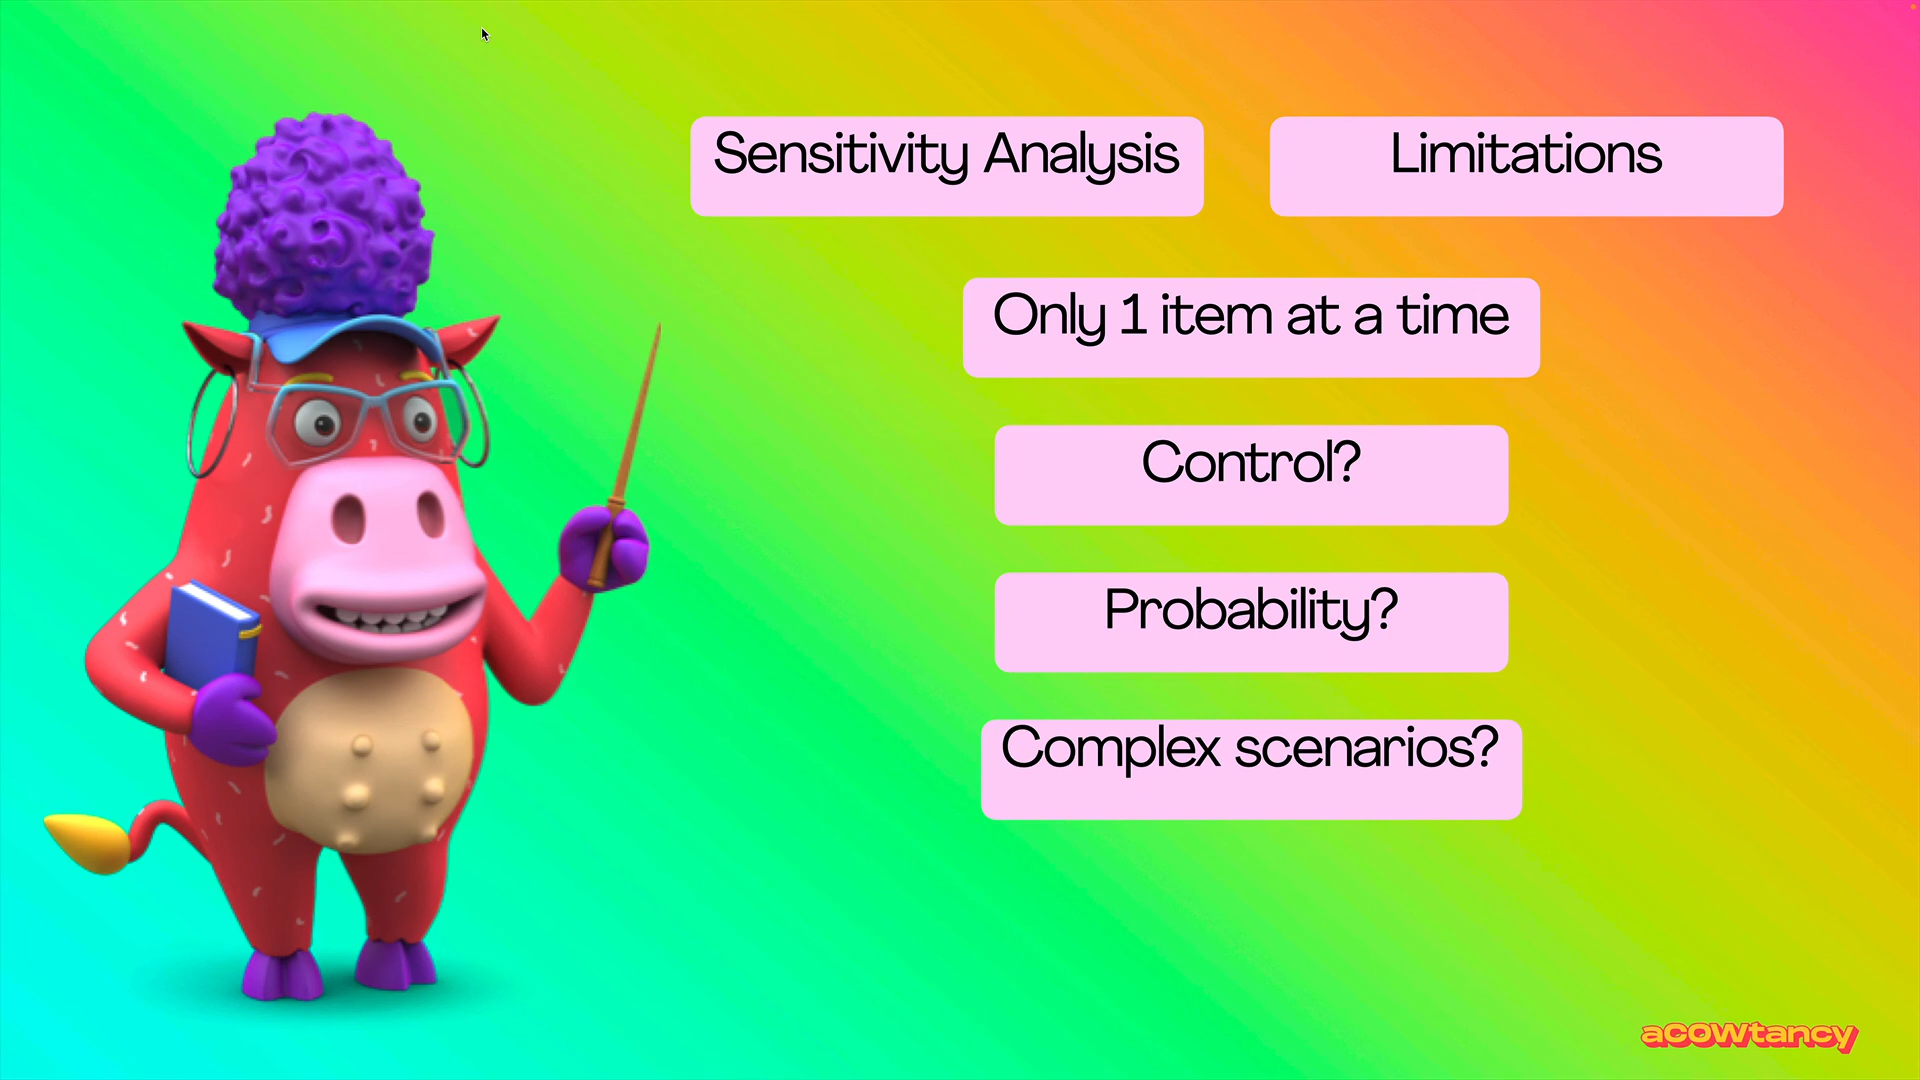 Sensitivity Analysis
Limitations
Only 1 item at a time
Control?
Probability?
Complex scenarios?
acowtancy